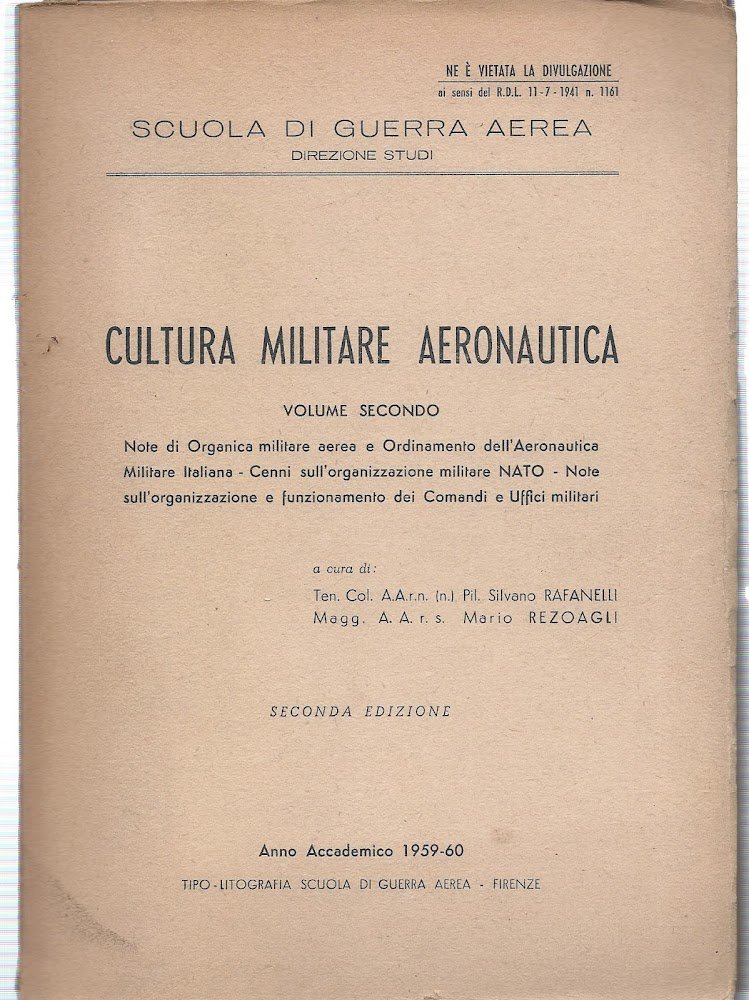 NE È VIETATA LA DIVULGAZIONE
ai sensi del R.D.L. 11-7-1941 n. 1161
SCUOLA DI GUERRA AEREA
DIREZIONE STUDI
CULTURA MILITARE AERONAUTICA
VOLUME SECONDO
Note di Organica militare aerea e Ordinamento dell'Aeronautica
Militare Italiana - Cenni sull'organizzazione militare NATO - Note
sull'organizzazione e funzionamento dei Comandi e Uffici militari
a cura di:
Ten. Col. A.A.r.n. (n.) Pil. Silvano RAFANELLI
Magg. A. A. r. s. Mario REZOAGLI
SECONDA EDIZIONE
Anno Accademico 1959-60
TIPO-LITOGRAFIA SCUOLA DI GUERRA AEREA - FIRENZE